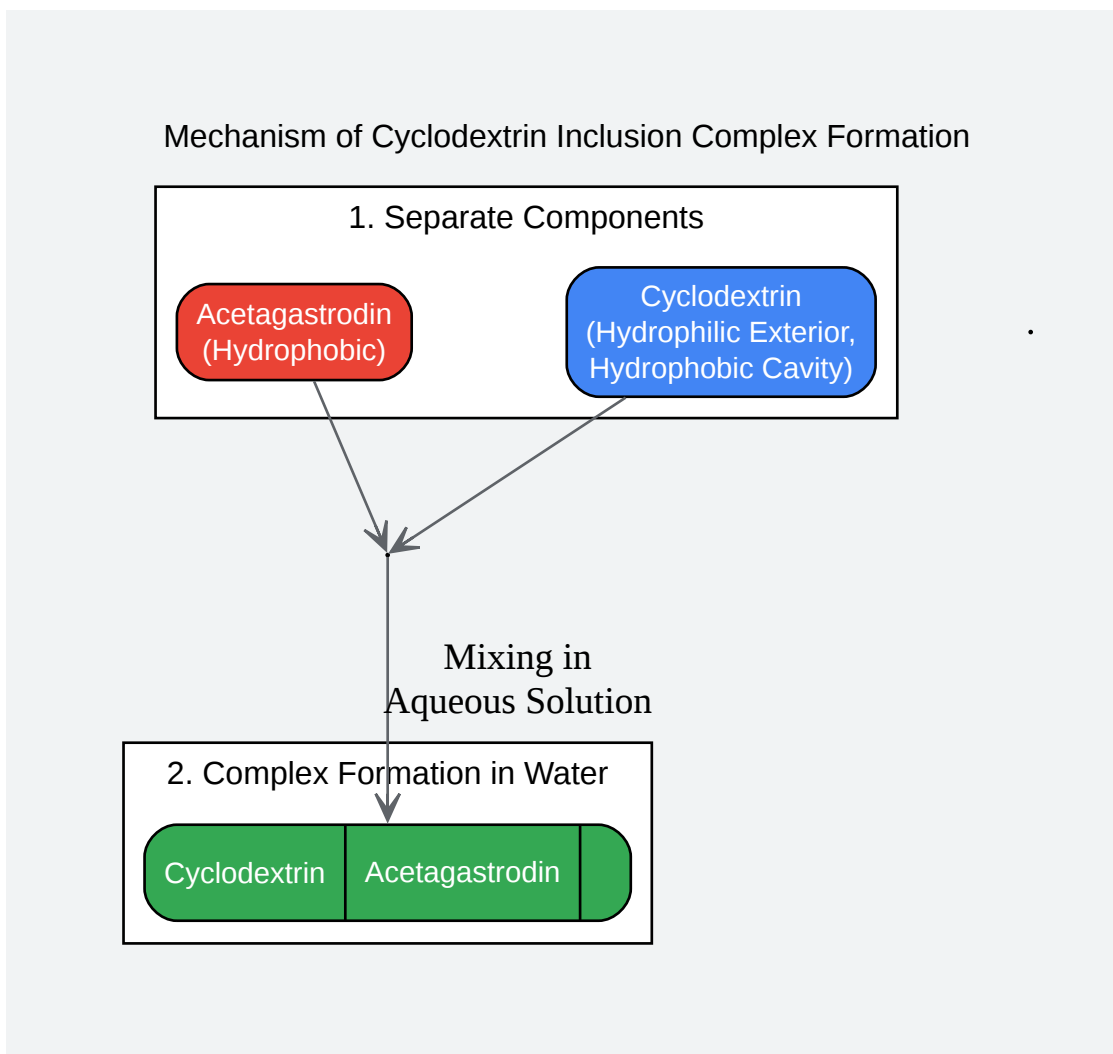 Mechanism of Cyclodextrin Inclusion Complex Formation
1. Separate Components
Acetagastrodin
(Hydrophobic)
Cyclodextrin
(Hydrophilic Exterior,
Hydrophobic Cavity)
Mixing in
Aqueous Solution
2. Complex Formation in Water
Cyclodextrin
Acetagastrodin